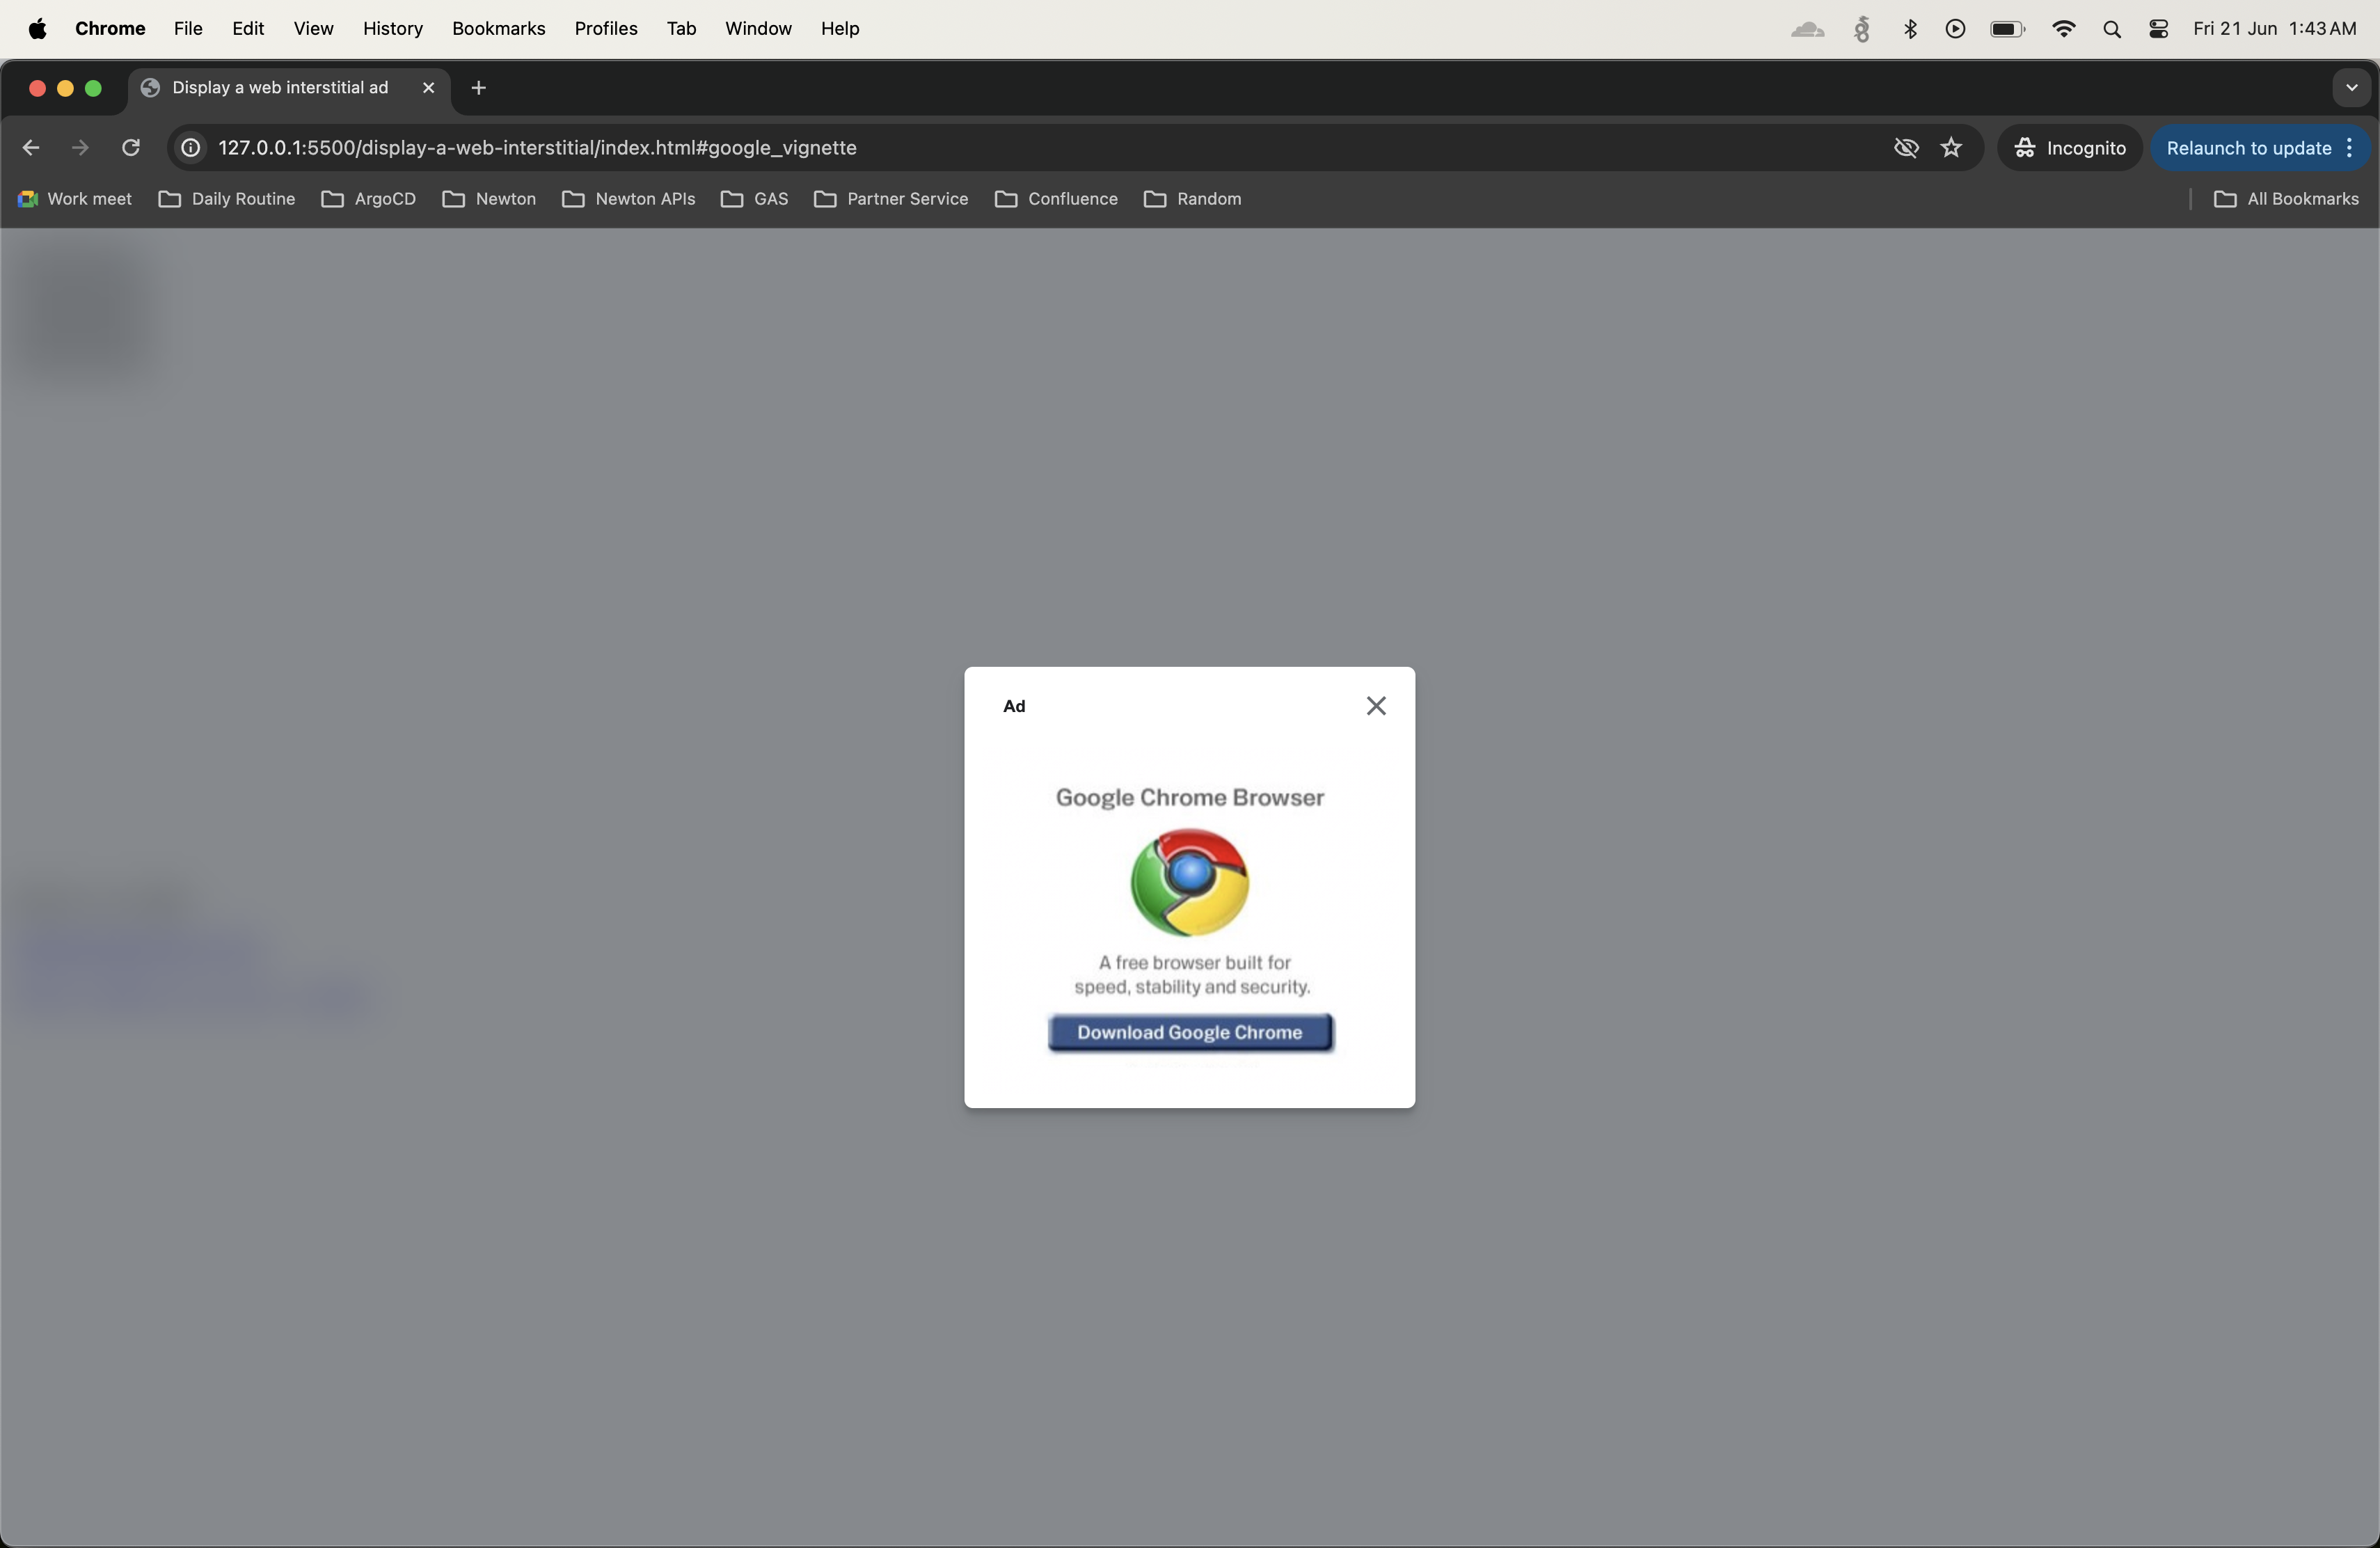 Chrome File Edit View History Bookmarks Profiles Tab Window Help Fri 21 Jun 1:43 AM
Display a web interstitial ad
127.0.0.1:5500/display-a-web-interstitial/index.html#google_vignette Incognito Relaunch to update
Work meet Daily Routine ArgoCD Newton Newton APIs GAS Partner Service Confluence Random All Bookmarks
Ad
Google Chrome Browser
A free browser built for
speed, stability and security.
Download Google Chrome